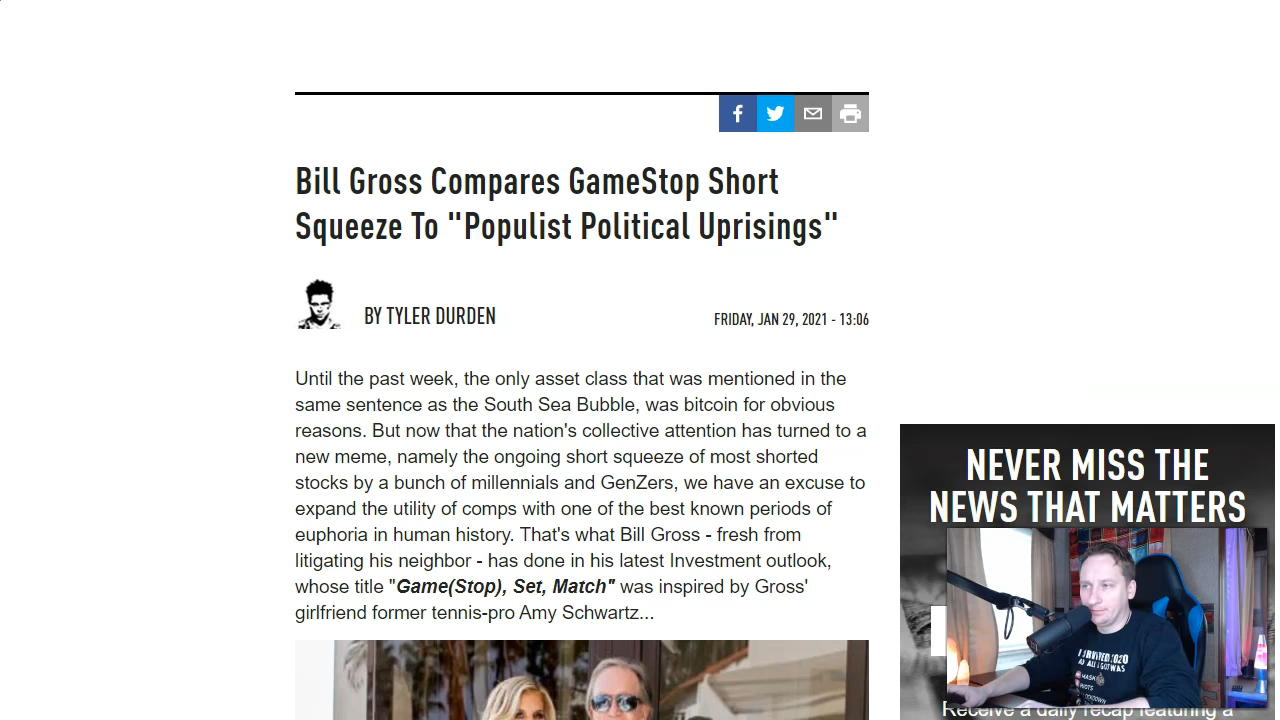 Bill Gross Compares GameStop Short
Squeeze To "Populist Political Uprisings"
BY TYLER DURDEN
FRIDAY, JAN 29, 2021 - 13:06
Until the past week, the only asset class that was mentioned in the
same sentence as the South Sea Bubble, was bitcoin for obvious
reasons. But now that the nation's collective attention has turned to a
new meme, namely the ongoing short squeeze of most shorted
stocks by a bunch of millennials and GenZers, we have an excuse to
expand the utility of comps with one of the best known periods of
euphoria in human history. That's what Bill Gross - fresh from
litigating his neighbor - has done in his latest Investment outlook,
whose title "Game(Stop), Set, Match" was inspired by Gross'
girlfriend former tennis-pro Amy Schwartz...
NEVER MISS THE
NEWS THAT MATTERS
I SURVIVED 2020
AND ALL I GOT WAS
MASK
Receive a daily recap featuring a